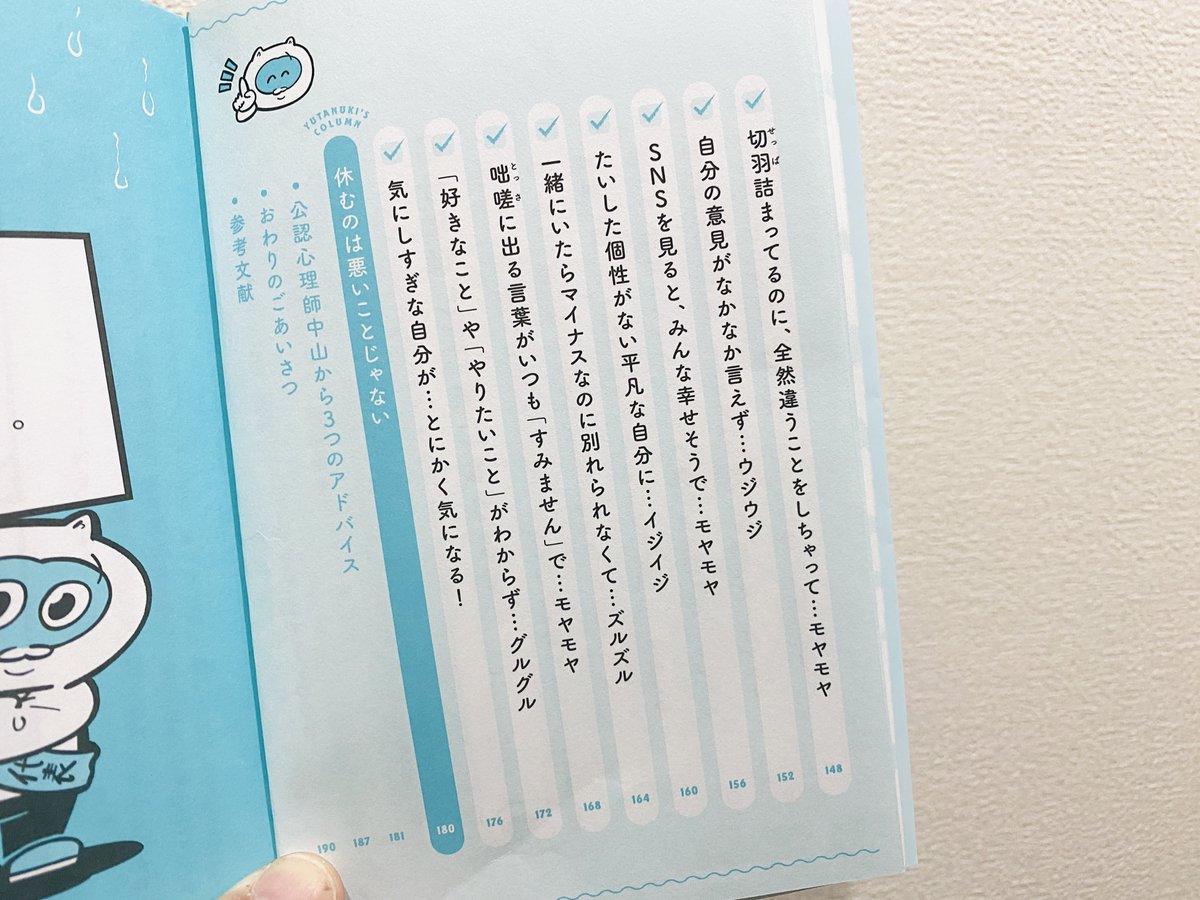 切羽詰まってるのに、全然違うことをしちゃって…モヤモヤ 148
せっぱ
自分の意見がなかなか言えず…ウジウジ 152
SNSを見ると、みんな幸せそうで…モヤモヤ 156
たいした個性がない平凡な自分に…イジイジ 160
一緒にいたらマイナスなのに別れられなくて…ズルズル 164
咄嗟に出る言葉がいつも「すみません」で…モヤモヤ 168
とっさ
「好きなこと」や「やりたいこと」がわからず…グルグル 172
気にしすぎな自分が…とにかく気になる! 176
YUTANUKI'S
COLUMN
休むのは悪いことじゃない 180
・公認心理師中山から3つのアドバイス 181
・おわりのごあいさつ 187
・参考文献 190
。
代表